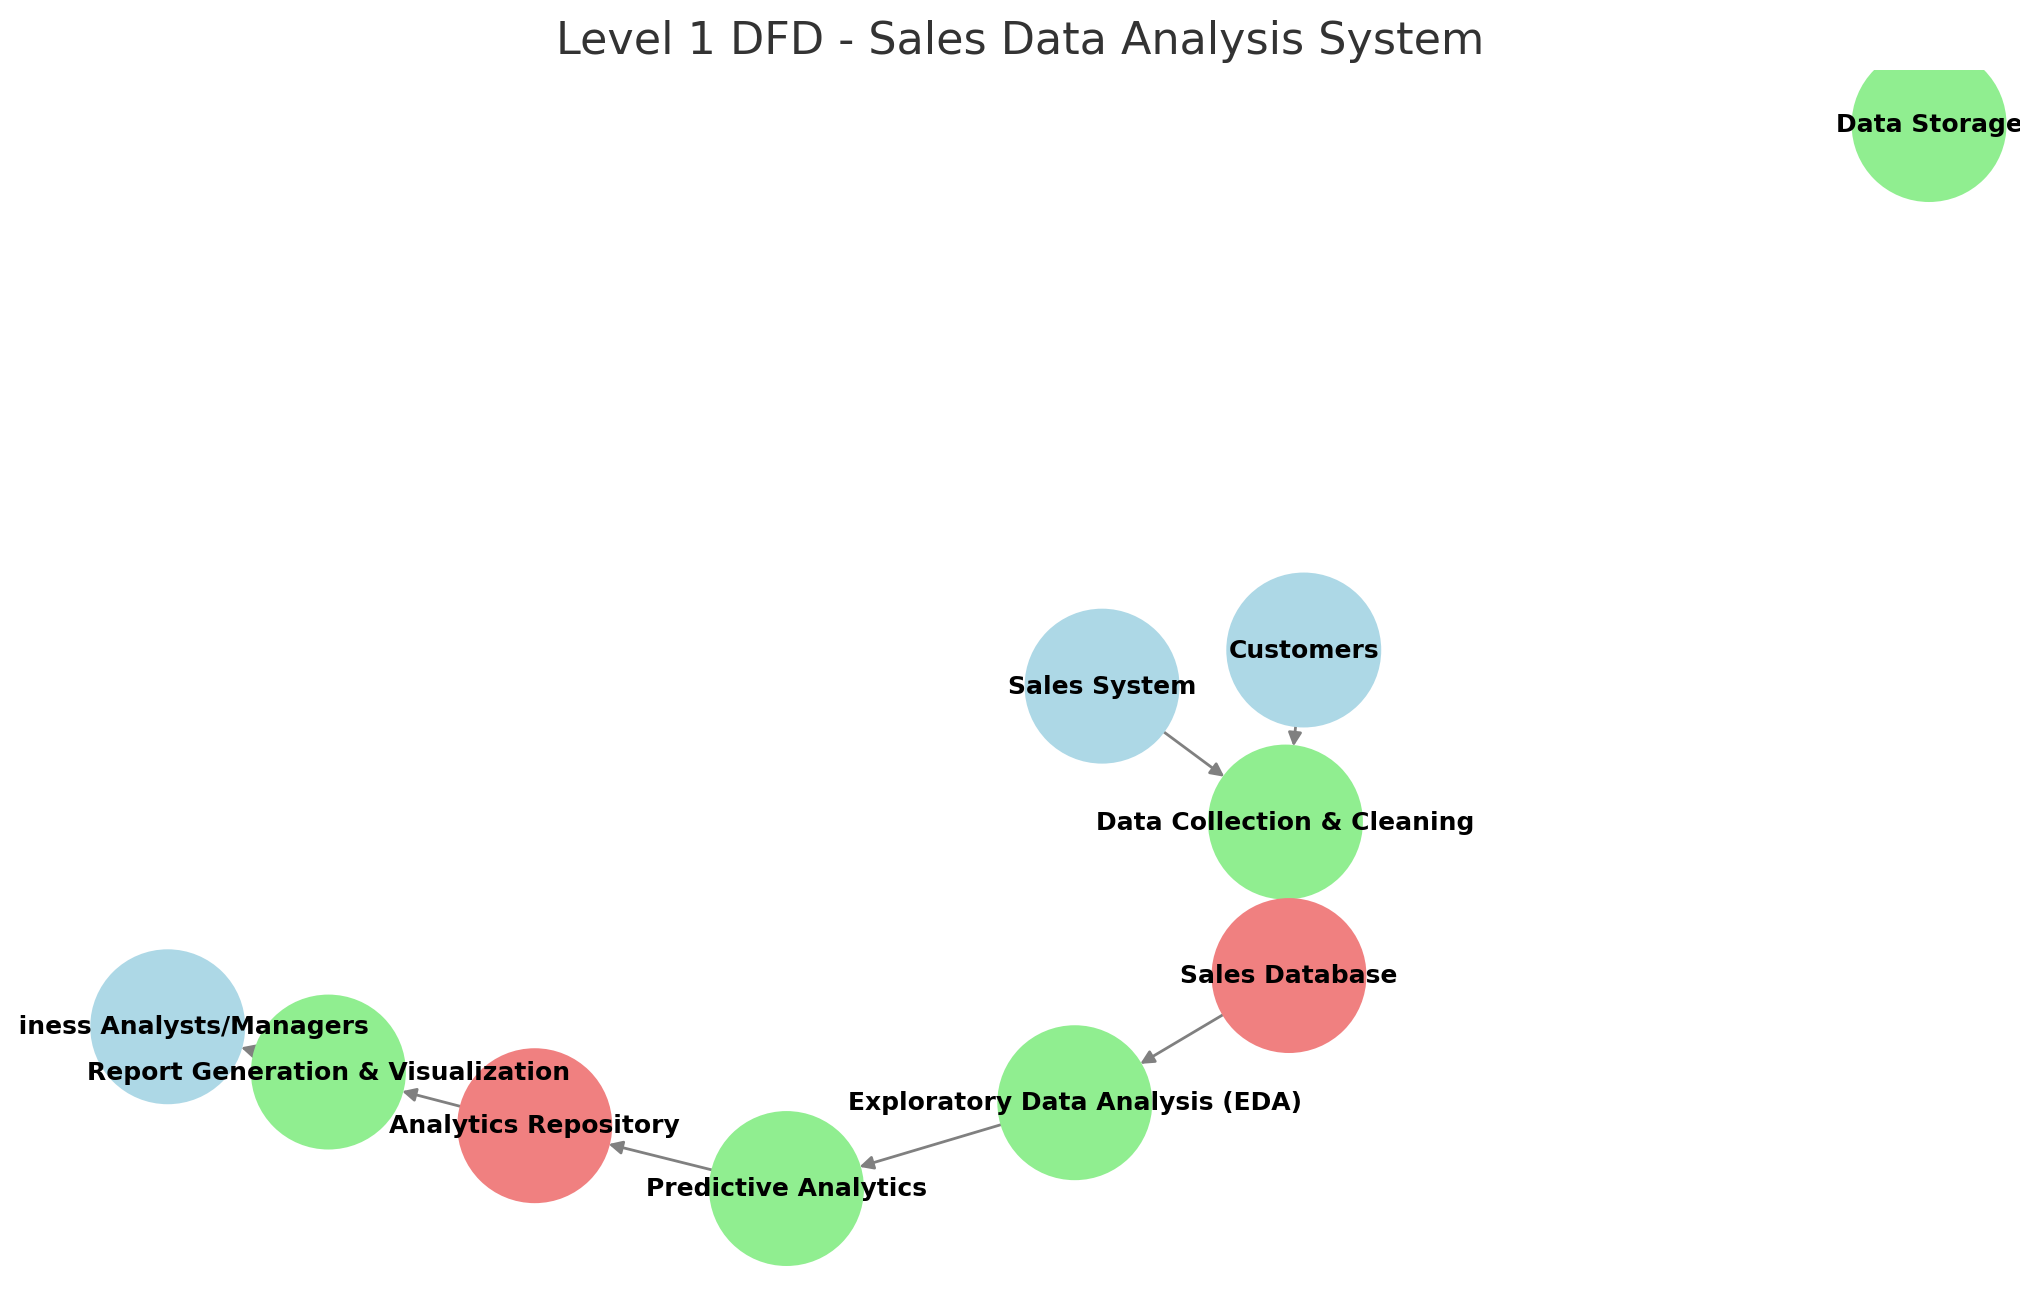 Level 1 DFD - Sales Data Analysis System
Data Storage
Customers
Sales System
Data Collection & Cleaning
Sales Database
iness Analysts/Managers
Report Generation & Visualization
Exploratory Data Analysis (EDA)
Analytics Repository
Predictive Analytics